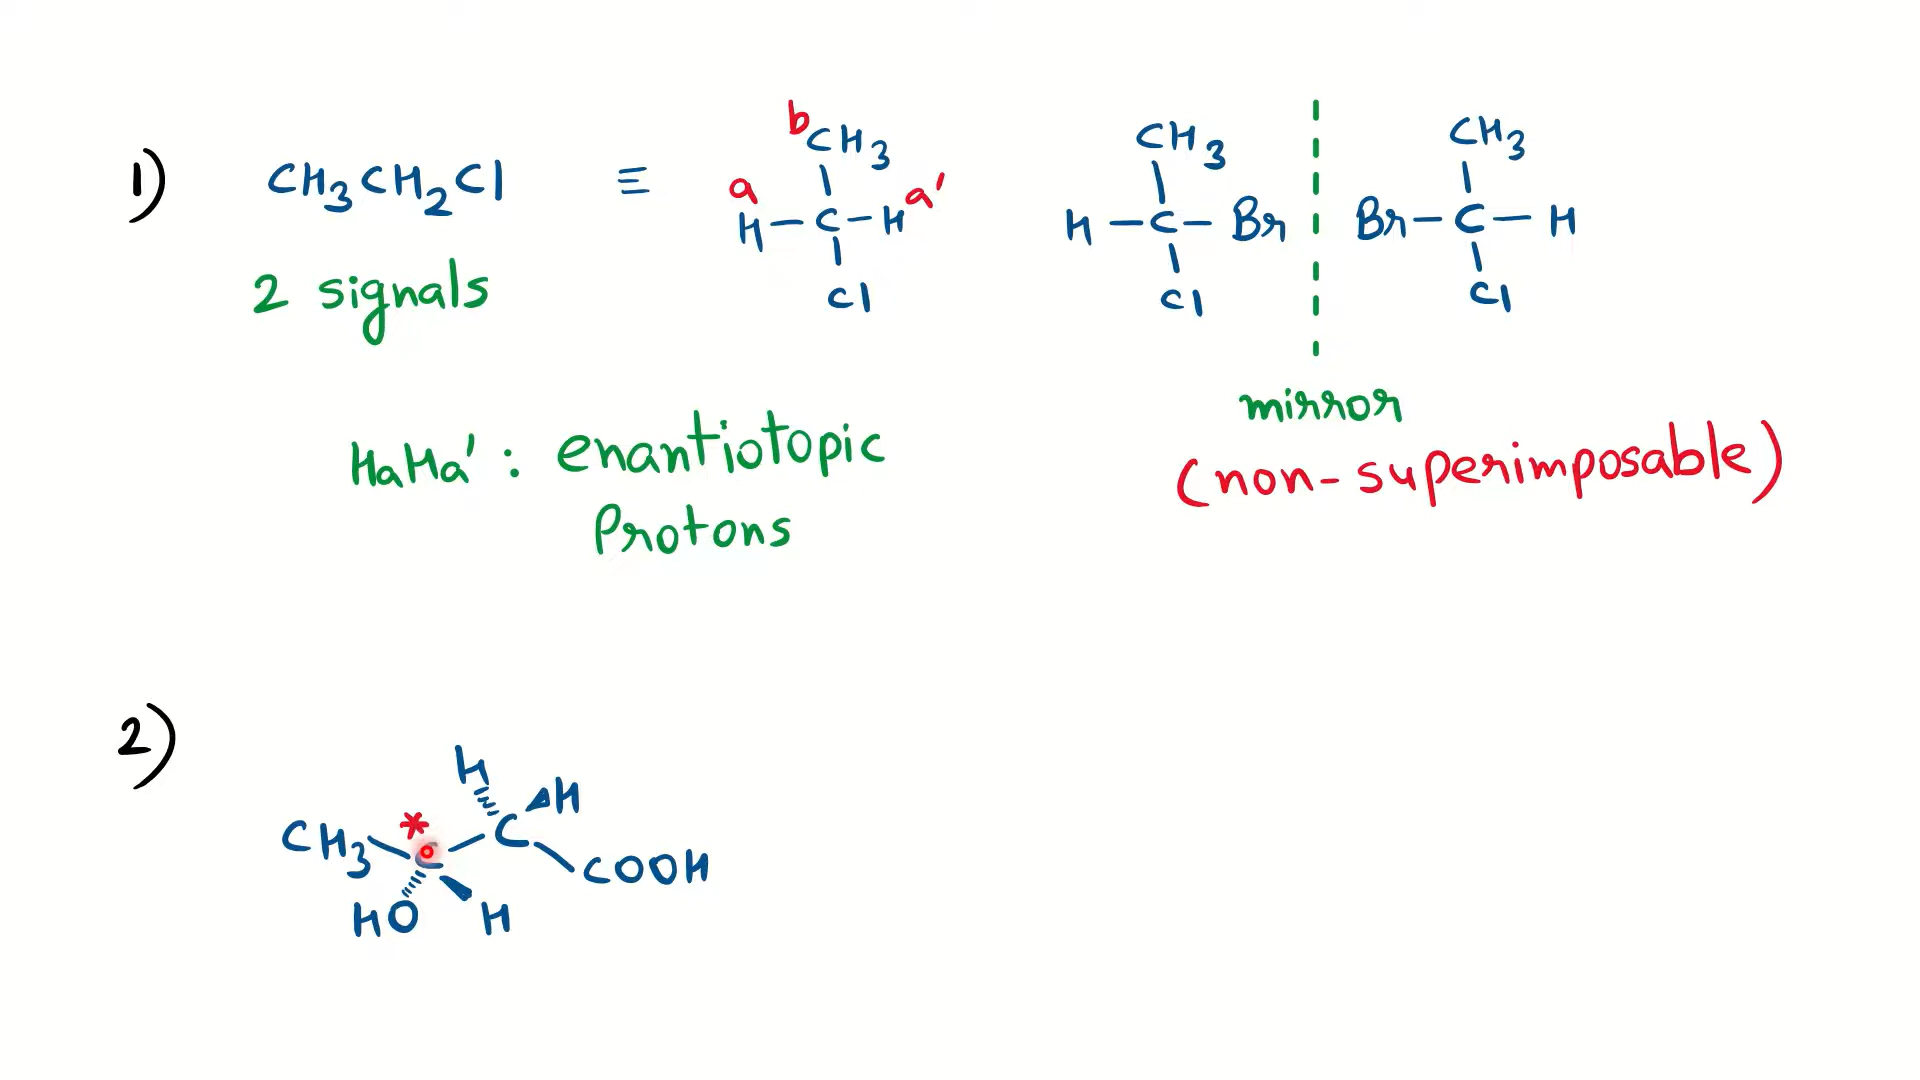 1) CH3CH2Cl ≡
b CH3
a H—C—H a'
Cl
CH3
H—C—Br
Cl
CH3
Br—C—H
Cl
2 signals
mirror
(non-superimposable)
HaHa' : enantiotopic
Protons
2)
H
H
CH3 * C C
COOH
HO H